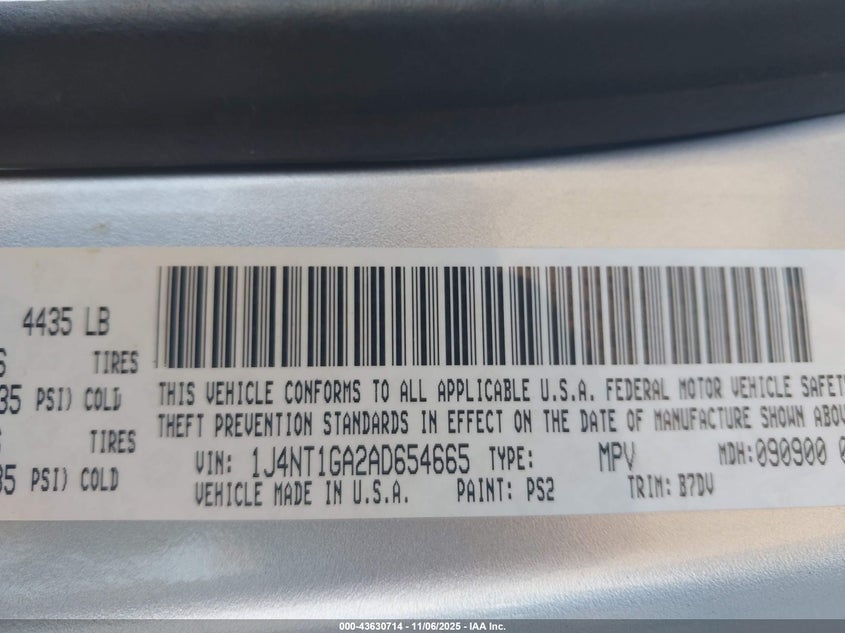 4435 LB
TIRES
35 PSI) COLD
TIRES
35 PSI) COLD
THIS VEHICLE CONFORMS TO ALL APPLICABLE U.S.A. FEDERAL MOTOR VEHICLE SAFETY
THEFT PREVENTION STANDARDS IN EFFECT ON THE DATE OF MANUFACTURE SHOWN ABOV
VIN: 1J4NT1GA2AD654665 TYPE: MPV MDH: 090900 0
VEHICLE MADE IN U.S.A. PAINT: PS2 TRIM: B7DV
000-43630714 - 11/06/2025 - IAA Inc.